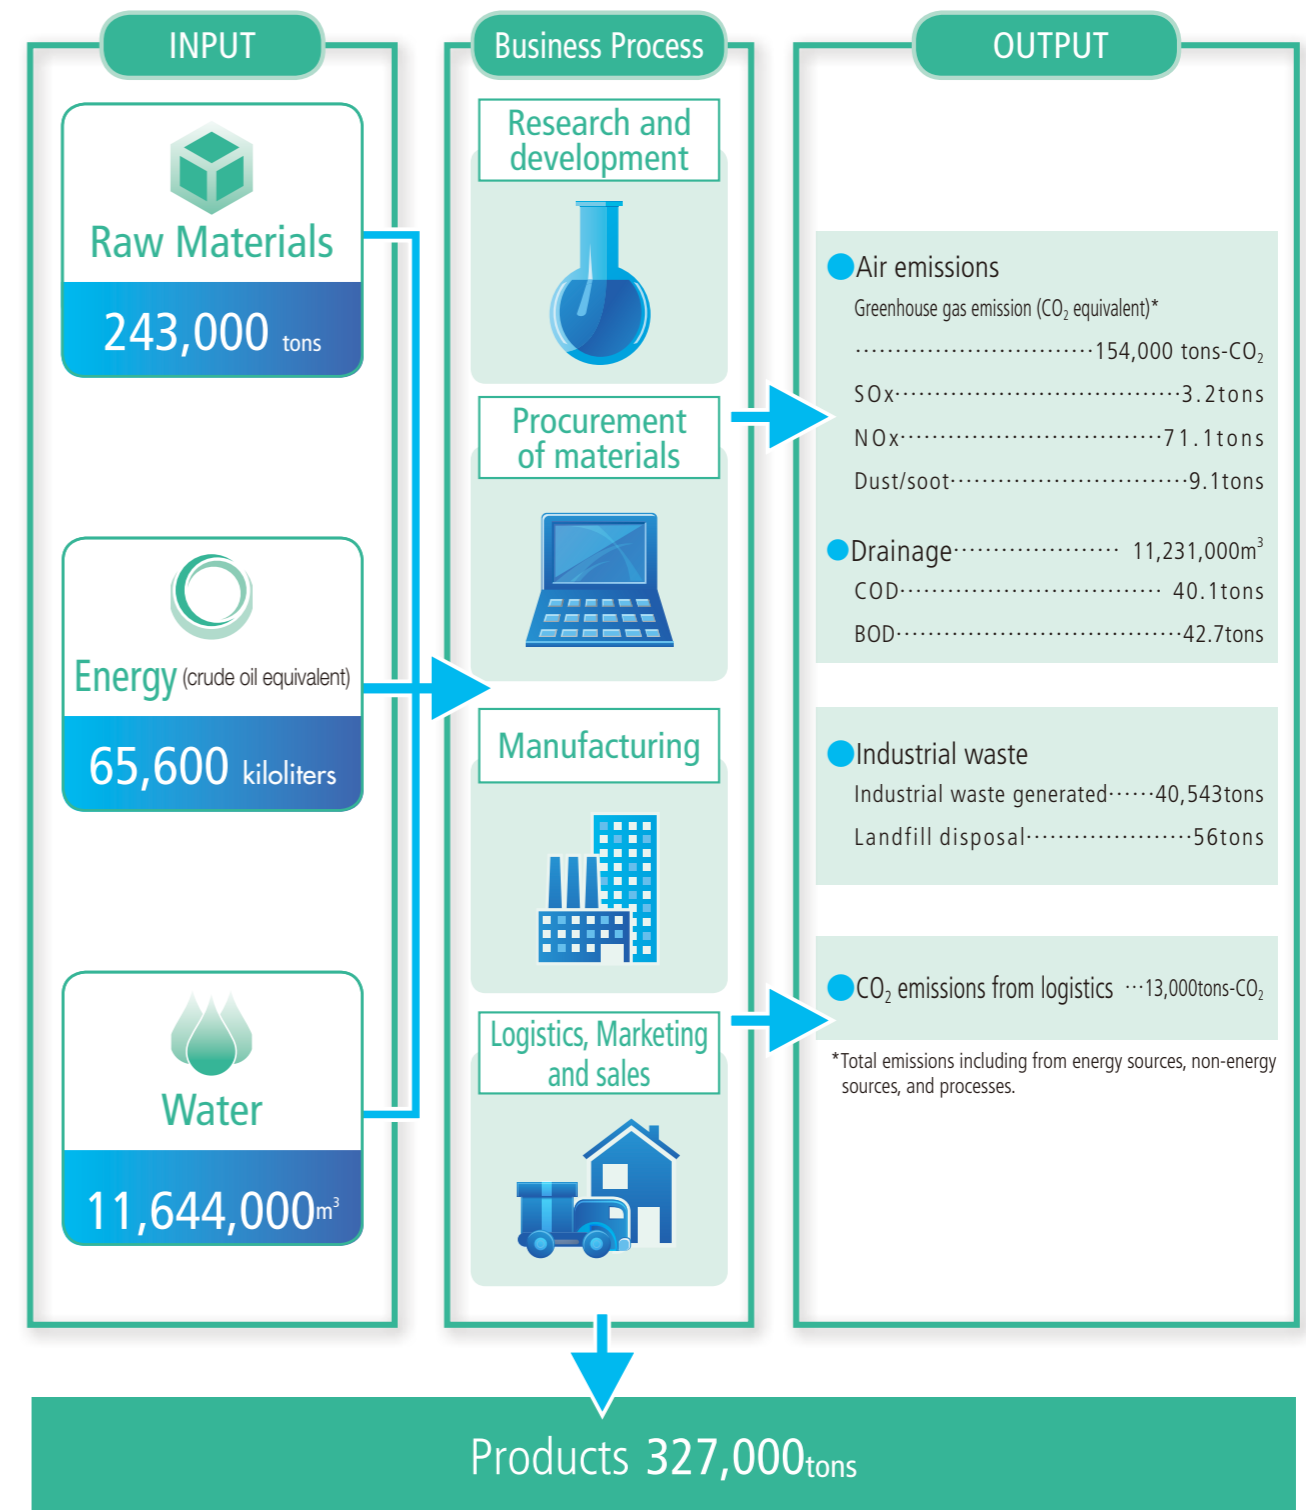 INPUT
Raw Materials
243,000 tons
Energy (crude oil equivalent)
65,600 kiloliters
Water
11,644,000m³
Business Process
Research and
development
Procurement
of materials
Manufacturing
Logistics, Marketing
and sales
OUTPUT
●Air emissions
Greenhouse gas emission (CO₂ equivalent)*
······························154,000 tons-CO₂
SOx····································3.2tons
NOx·································71.1tons
Dust/soot······························9.1tons
●Drainage····················· 11,231,000m³
COD································· 40.1tons
BOD····································42.7tons
●Industrial waste
Industrial waste generated······40,543tons
Landfill disposal·····················56tons
●CO₂ emissions from logistics ···13,000tons-CO₂
*Total emissions including from energy sources, non-energy
sources, and processes.
Products 327,000tons